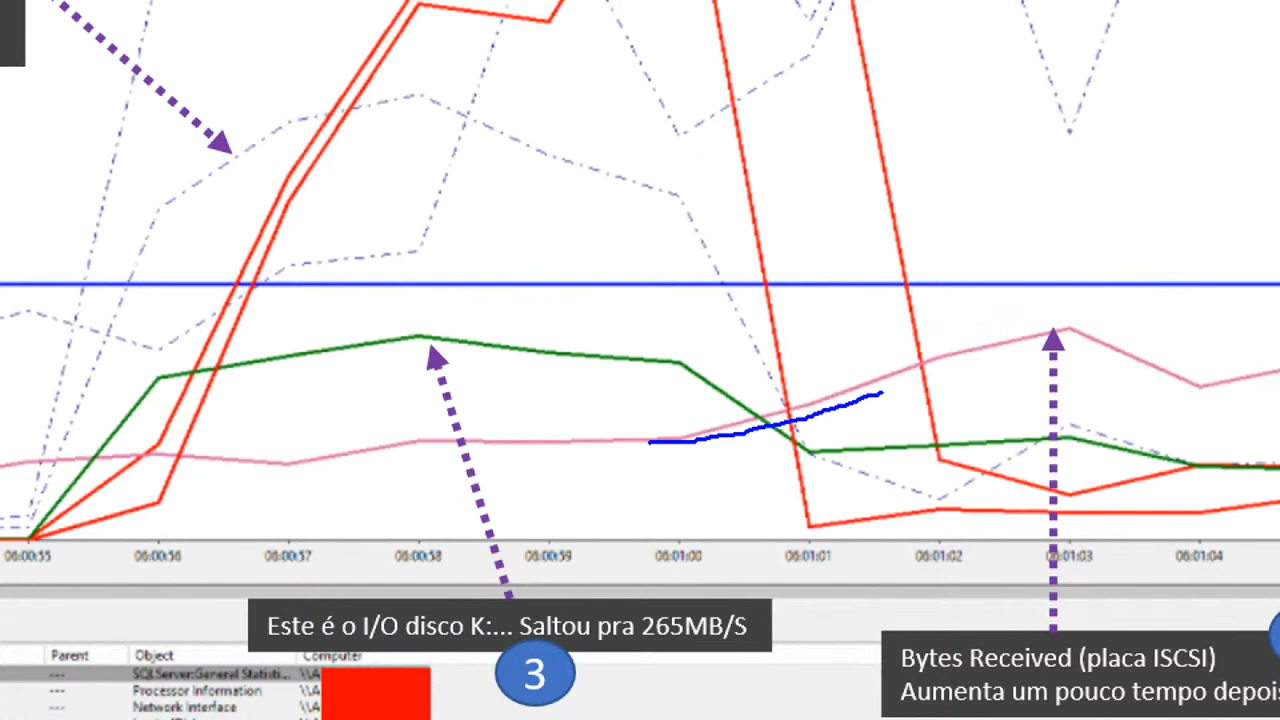 06:00:55 06:00:56 06:00:57 06:00:58 06:00:59 06:01:00 06:01:01 06:01:02 06:01:03 06:01:04
Este é o I/O disco K:... Saltou pra 265MB/S
3
Bytes Received (placa ISCSI)
Aumenta um pouco tempo depois
Parent Object Computer
--- SQLServer:General Statisti... \\A
--- Processor Information \\A
--- Network Interface \\A